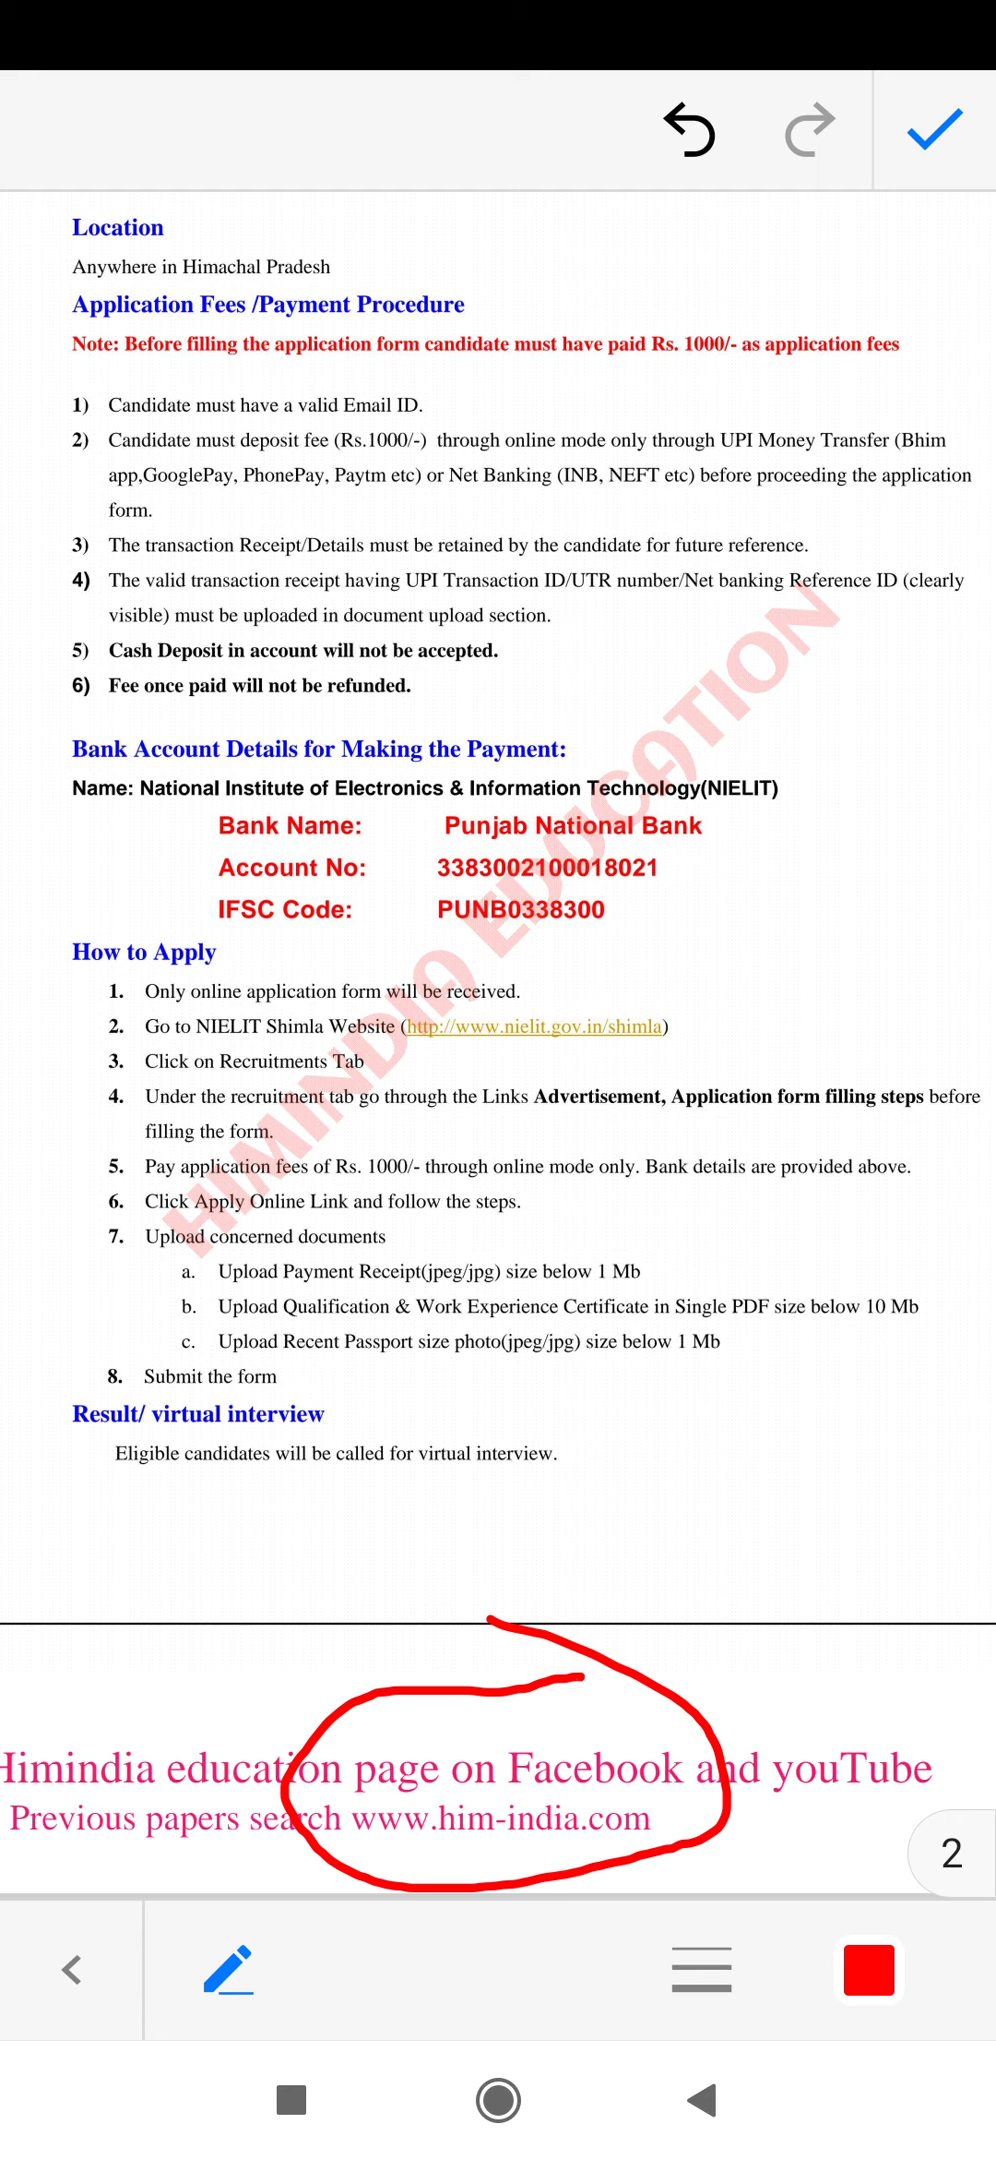 Location
Anywhere in Himachal Pradesh
Application Fees /Payment Procedure
Note: Before filling the application form candidate must have paid Rs. 1000/- as application fees
1) Candidate must have a valid Email ID.
2) Candidate must deposit fee (Rs.1000/-) through online mode only through UPI Money Transfer (Bhim
app,GooglePay, PhonePay, Paytm etc) or Net Banking (INB, NEFT etc) before proceeding the application
form.
3) The transaction Receipt/Details must be retained by the candidate for future reference.
4) The valid transaction receipt having UPI Transaction ID/UTR number/Net banking Reference ID (clearly
visible) must be uploaded in document upload section.
5) Cash Deposit in account will not be accepted.
6) Fee once paid will not be refunded.
Bank Account Details for Making the Payment:
Name: National Institute of Electronics & Information Technology(NIELIT)
Bank Name: Punjab National Bank
Account No: 3383002100018021
IFSC Code: PUNB0338300
How to Apply
1. Only online application form will be received.
2. Go to NIELIT Shimla Website (http://www.nielit.gov.in/shimla)
3. Click on Recruitments Tab
4. Under the recruitment tab go through the Links Advertisement, Application form filling steps before
filling the form.
5. Pay application fees of Rs. 1000/- through online mode only. Bank details are provided above.
6. Click Apply Online Link and follow the steps.
7. Upload concerned documents
a. Upload Payment Receipt(jpeg/jpg) size below 1 Mb
b. Upload Qualification & Work Experience Certificate in Single PDF size below 10 Mb
c. Upload Recent Passport size photo(jpeg/jpg) size below 1 Mb
8. Submit the form
Result/ virtual interview
Eligible candidates will be called for virtual interview.
HIMINDIA EDUCATION
Himindia education page on Facebook and youTube
Previous papers search www.him-india.com
2